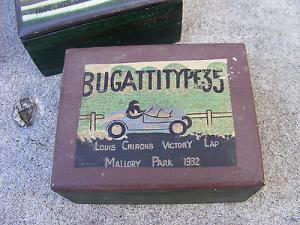 BUGATTITYPE35
LOUIS CHIRONS VICTORY LAP
MALLORY PARK 1932